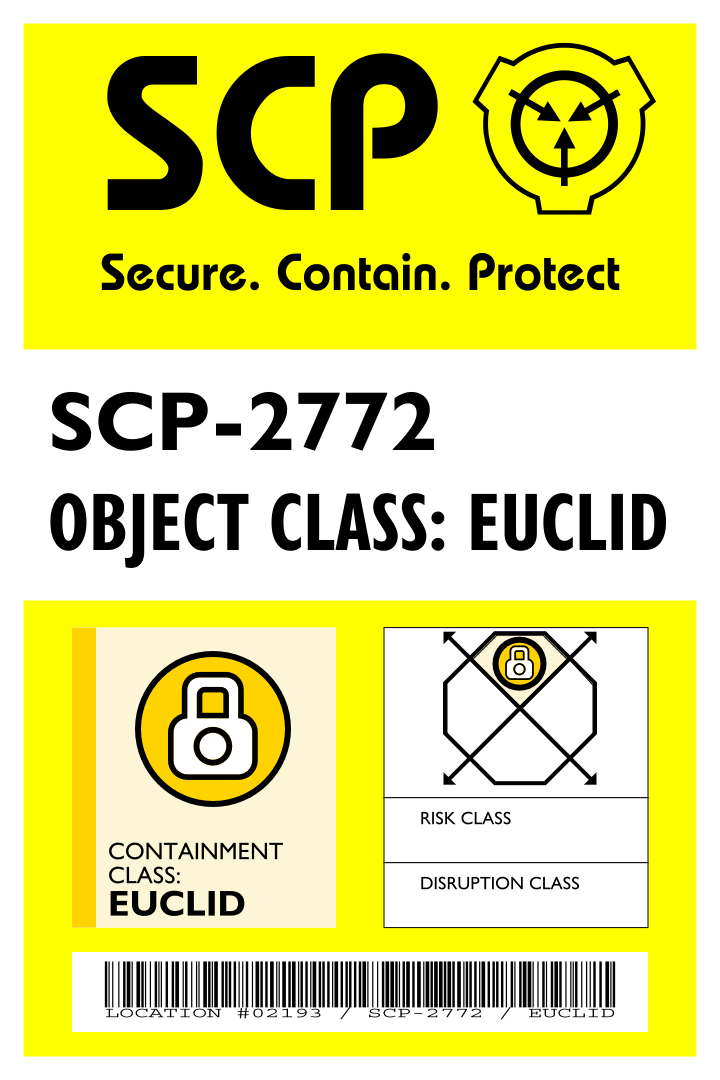 SCP
Secure. Contain. Protect
SCP-2772
OBJECT CLASS: EUCLID
CONTAINMENT
CLASS:
EUCLID
RISK CLASS
DISRUPTION CLASS
LOCATION #02193 / SCP-2772 / EUCLID